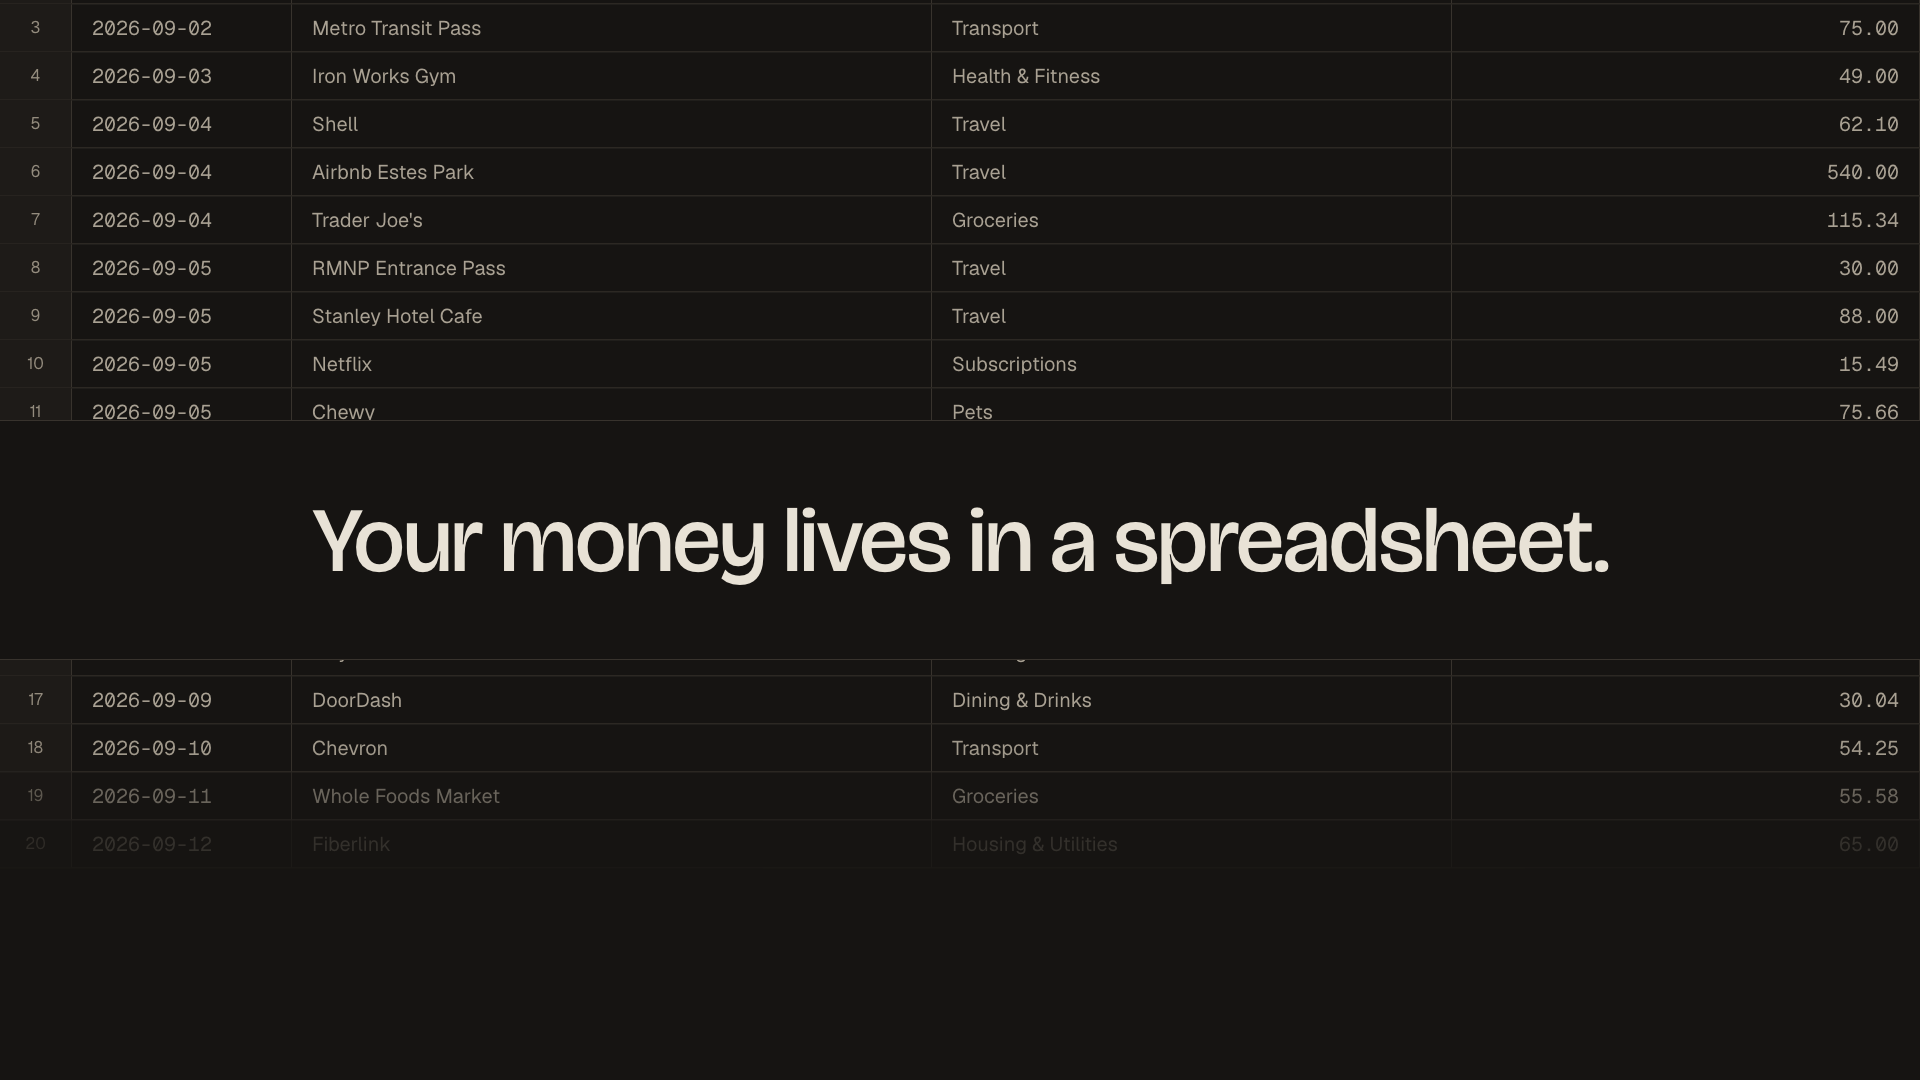 3 2026-09-02 Metro Transit Pass Transport 75.00
4 2026-09-03 Iron Works Gym Health & Fitness 49.00
5 2026-09-04 Shell Travel 62.10
6 2026-09-04 Airbnb Estes Park Travel 540.00
7 2026-09-04 Trader Joe's Groceries 115.34
8 2026-09-05 RMNP Entrance Pass Travel 30.00
9 2026-09-05 Stanley Hotel Cafe Travel 88.00
10 2026-09-05 Netflix Subscriptions 15.49
11 2026-09-05 Chewy Pets 75.66
Your money lives in a spreadsheet.
17 2026-09-09 DoorDash Dining & Drinks 30.04
18 2026-09-10 Chevron Transport 54.25
19 2026-09-11 Whole Foods Market Groceries 55.58
20 2026-09-12 Fiberlink Housing & Utilities 65.00